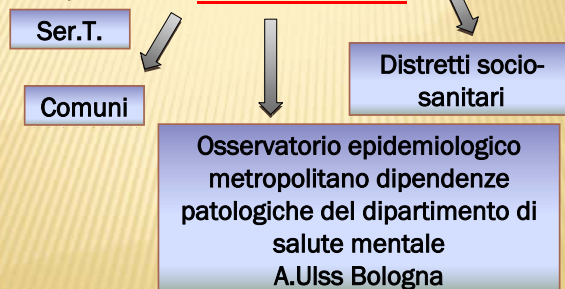 Ser.T.
Comuni
Distretti socio-
sanitari
Osservatorio epidemiologico
metropolitano dipendenze
patologiche del dipartimento di
salute mentale
A.Ulss Bologna